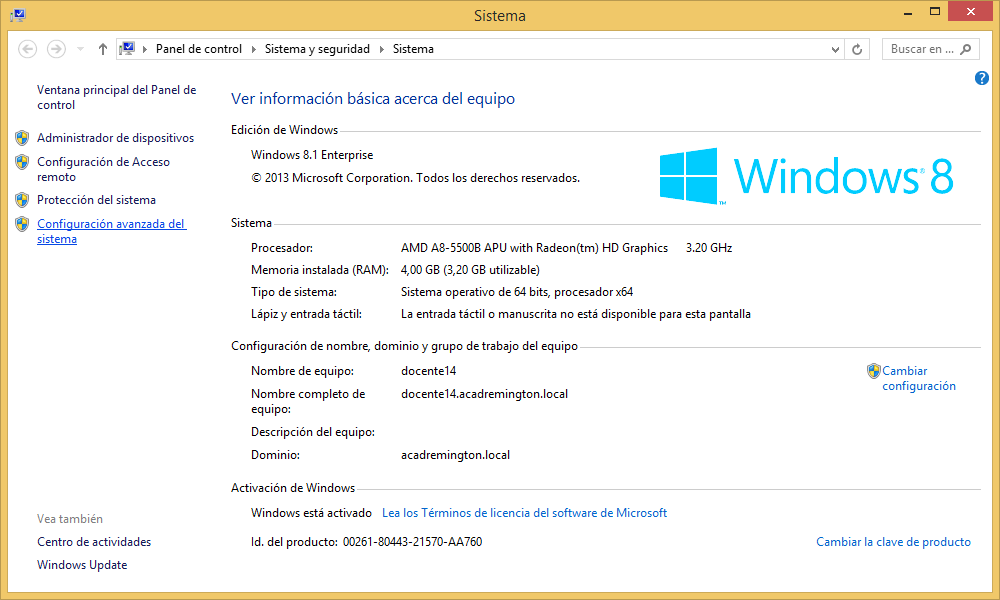 Sistema
Panel de control Sistema y seguridad Sistema
Buscar en ...
Ventana principal del Panel de
control
Administrador de dispositivos
Configuración de Acceso
remoto
Protección del sistema
Configuración avanzada del
sistema
Ver información básica acerca del equipo
Edición de Windows
Windows 8.1 Enterprise
© 2013 Microsoft Corporation. Todos los derechos reservados.
Windows 8
Sistema
Procesador: AMD A8-5500B APU with Radeon(tm) HD Graphics 3.20 GHz
Memoria instalada (RAM): 4,00 GB (3,20 GB utilizable)
Tipo de sistema: Sistema operativo de 64 bits, procesador x64
Lápiz y entrada táctil: La entrada táctil o manuscrita no está disponible para esta pantalla
Configuración de nombre, dominio y grupo de trabajo del equipo
Nombre de equipo: docente14
Cambiar
configuración
Nombre completo de
equipo:
docente14.acadremington.local
Descripción del equipo:
Dominio: acadremington.local
Activación de Windows
Windows está activado Lea los Términos de licencia del software de Microsoft
Id. del producto: 00261-80443-21570-AA760
Cambiar la clave de producto
Vea también
Centro de actividades
Windows Update